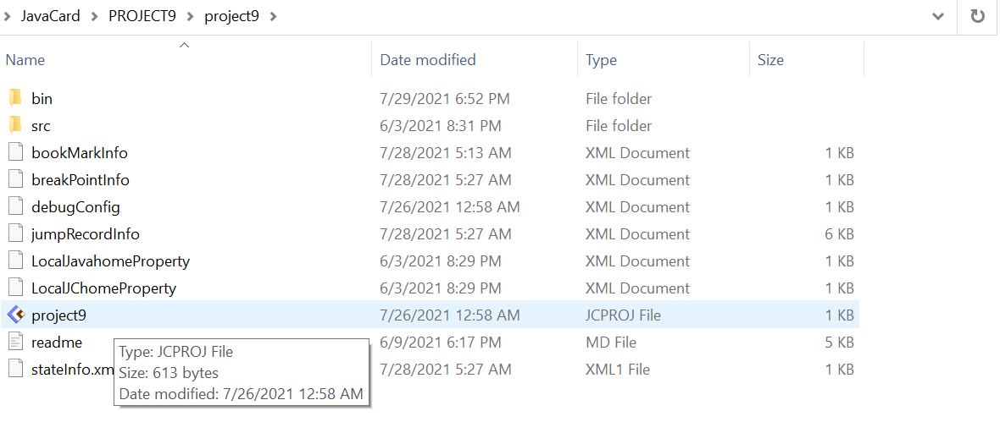 JavaCard PROJECT9 project9
Name Date modified Type Size
bin 7/29/2021 6:52 PM File folder
src 6/3/2021 8:31 PM File folder
bookMarkInfo 7/28/2021 5:13 AM XML Document 1 KB
breakPointInfo 7/28/2021 5:27 AM XML Document 1 KB
debugConfig 7/26/2021 12:58 AM XML Document 1 KB
jumpRecordInfo 7/28/2021 5:27 AM XML Document 6 KB
LocalJavahomeProperty 6/3/2021 8:29 PM XML Document 1 KB
LocalJChomeProperty 6/3/2021 8:29 PM XML Document 1 KB
project9 7/26/2021 12:58 AM JCPROJ File 1 KB
readme 6/9/2021 6:17 PM MD File 5 KB
stateInfo.xm 7/28/2021 5:27 AM XML1 File 1 KB
Type: JCPROJ File
Size: 613 bytes
Date modified: 7/26/2021 12:58 AM